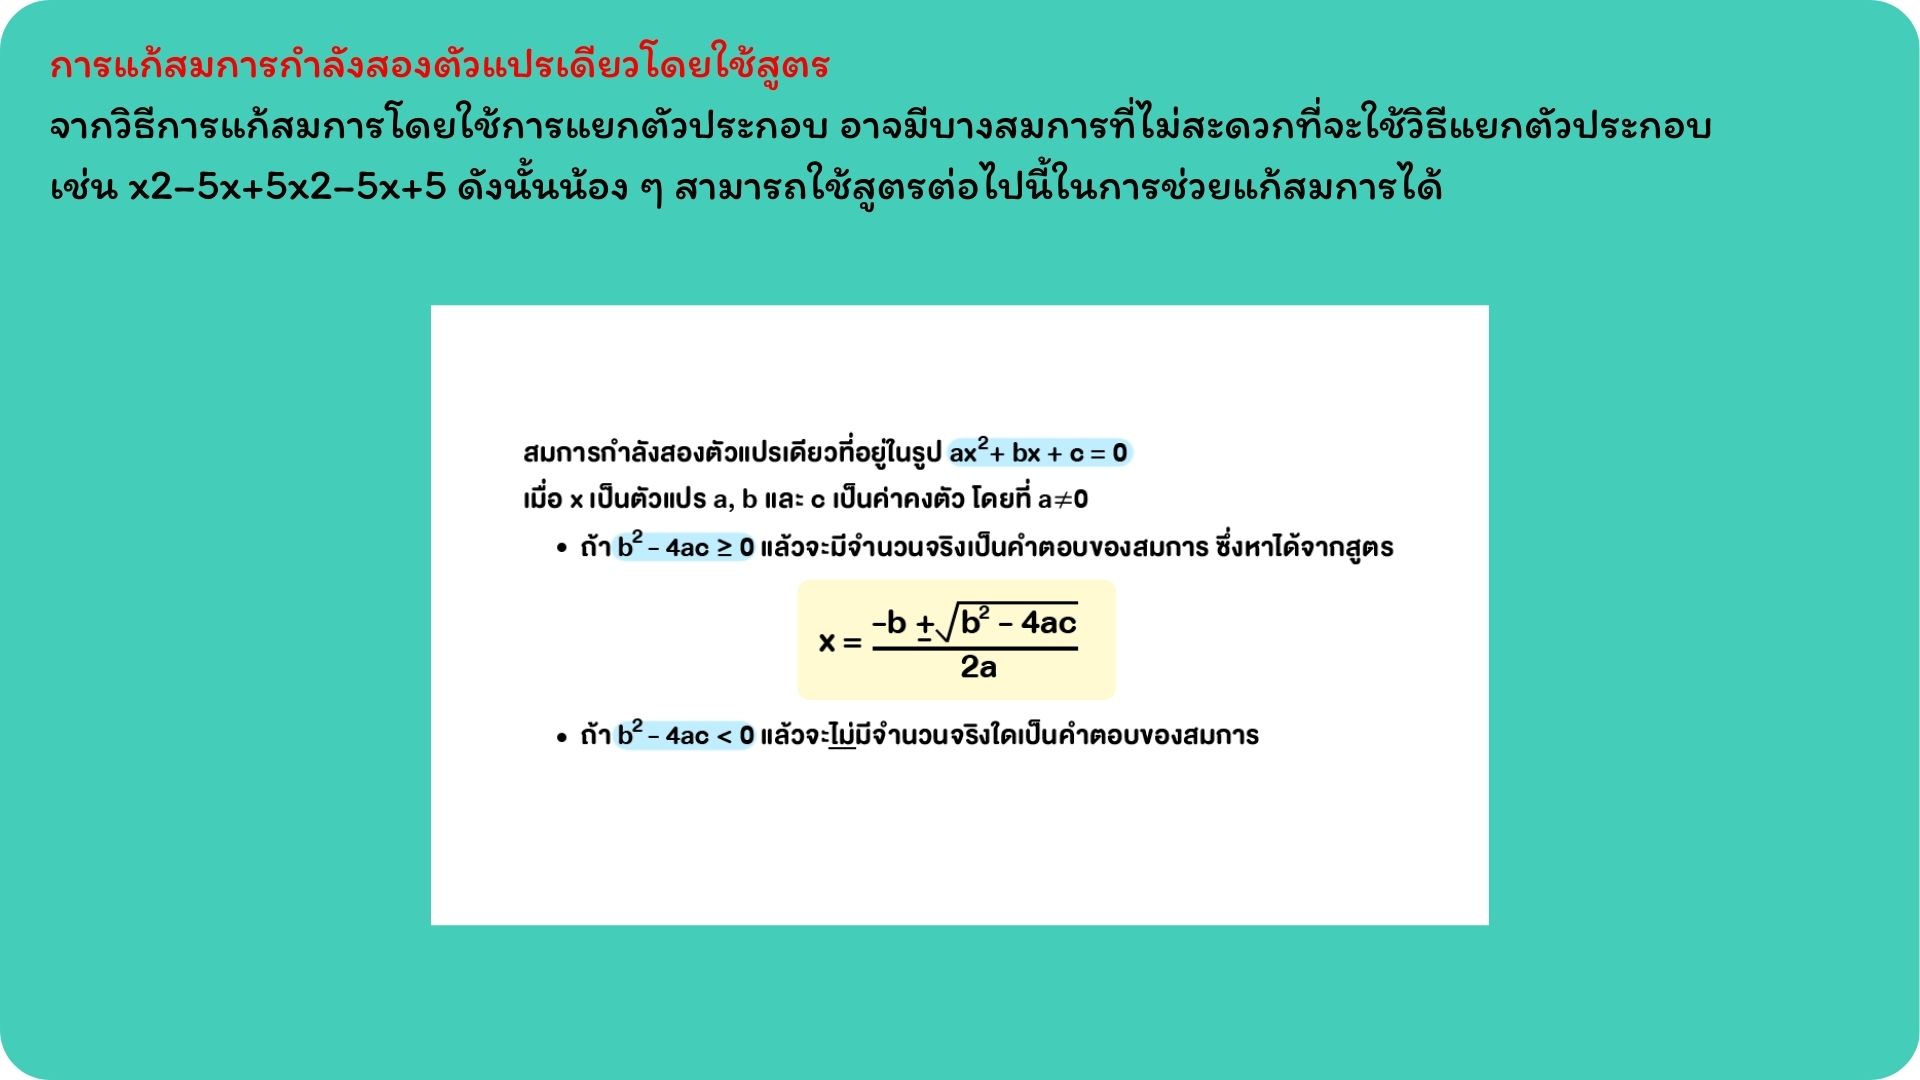 การแก้สมการกำลังสองตัวแปรเดียวโดยใช้สูตร
จากวิธีการแก้สมการโดยใช้การแยกตัวประกอบ อาจมีบางสมการที่ไม่สะดวกที่จะใช้วิธีแยกตัวประกอบ
เช่น x2–5x+5x2–5x+5 ดังนั้นน้อง ๆ สามารถใช้สูตรต่อไปนี้ในการช่วยแก้สมการได้
สมการกำลังสองตัวแปรเดียวที่อยู่ในรูป ax²+ bx + c = 0
เมื่อ x เป็นตัวแปร a, b และ c เป็นค่าคงตัว โดยที่ a≠0
• ถ้า b² - 4ac ≥ 0 แล้วจะมีจำนวนจริงเป็นคำตอบของสมการ ซึ่งหาได้จากสูตร
x = (-b ± √(b² - 4ac)) / 2a
• ถ้า b² - 4ac < 0 แล้วจะไม่มีจำนวนจริงใดเป็นคำตอบของสมการ